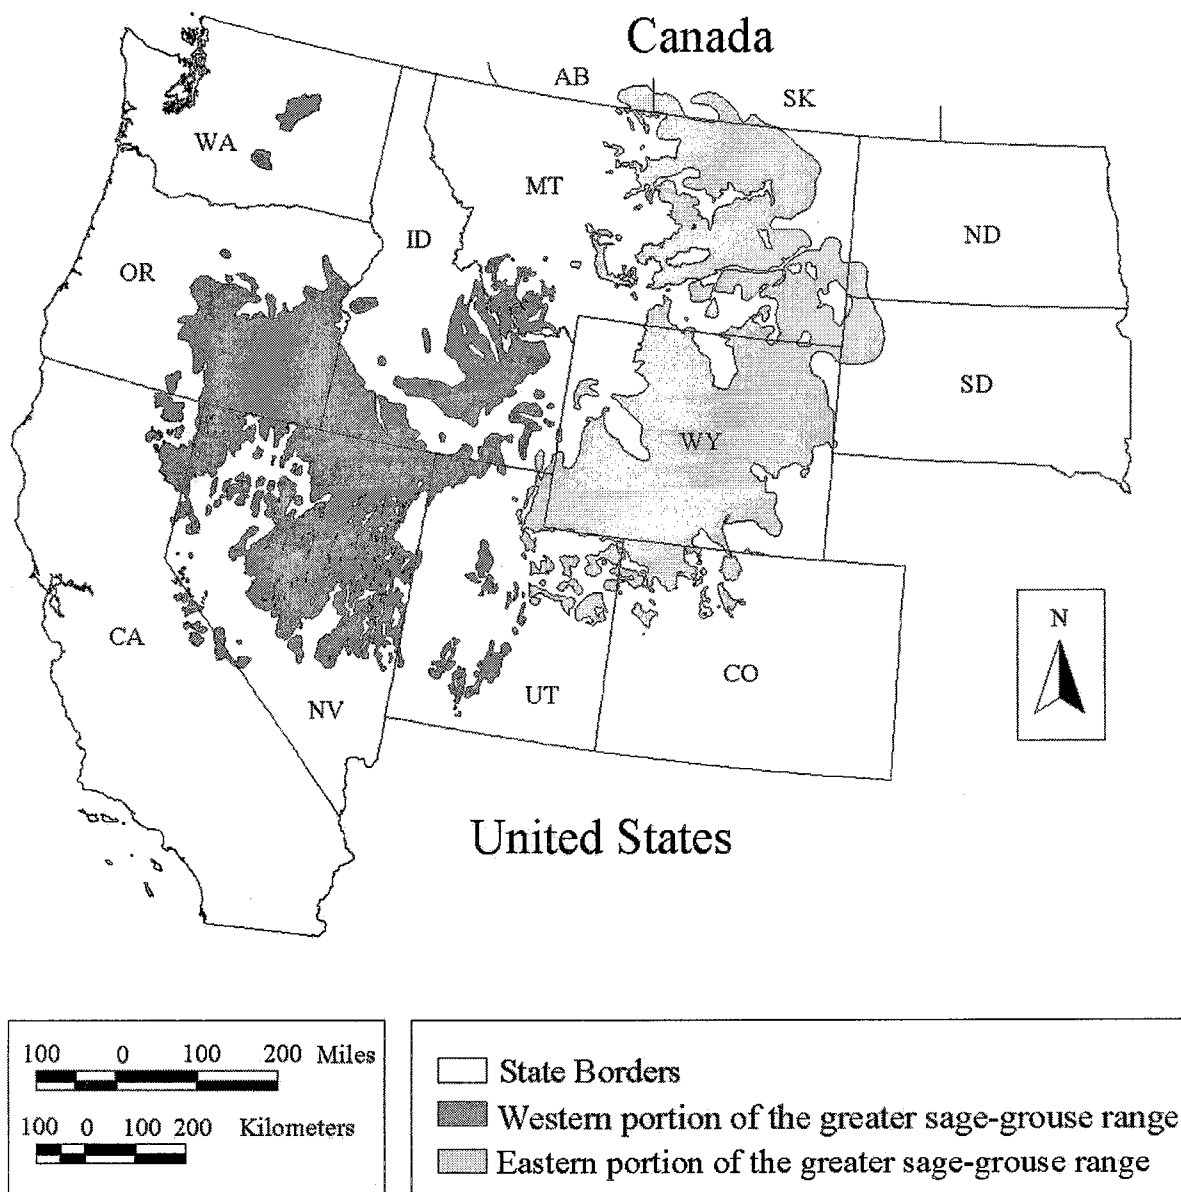 Canada
AB
SK
WA
MT
ND
ID
OR
SD
WY
N
CA
CO
UT
NV
United States
100 0 100 200 Miles
100 0 100 200 Kilometers
State Borders
Western portion of the greater sage-grouse range
Eastern portion of the greater sage-grouse range